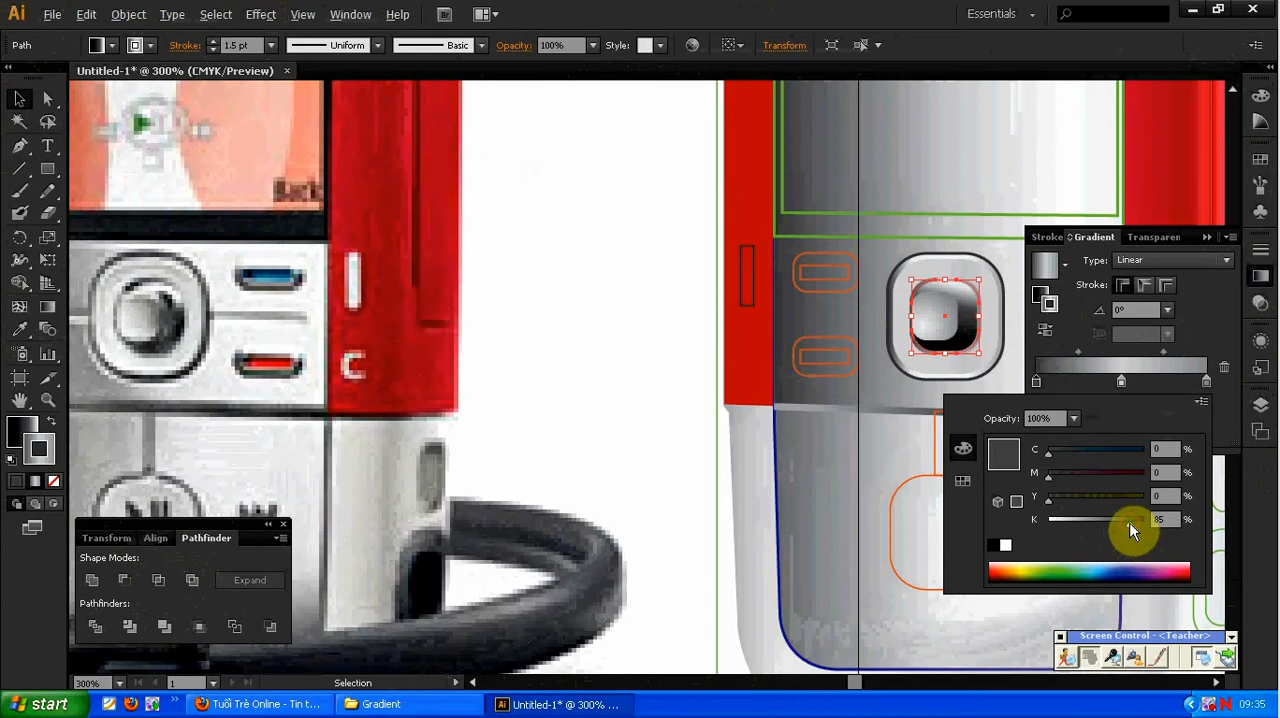 Ai File Edit Object Type Select Effect View Window Help Br Essentials
Path Stroke: 1.5 pt Uniform Basic Opacity: 100% Style: Transform
Untitled-1* @ 300% (CMYK/Preview)
Back
Stroke Gradient Transparen
Type: Linear
Stroke:
0°
Opacity: 100%
C 0 %
M 0 %
Y 0 %
K 85 %
Transform Align Pathfinder
Shape Modes:
Expand
Pathfinders:
Screen Control - <Teacher>
300% 1 Selection
start Tuổi Trẻ Online - Tin t... Gradient Untitled-1* @ 300% ... 09:35